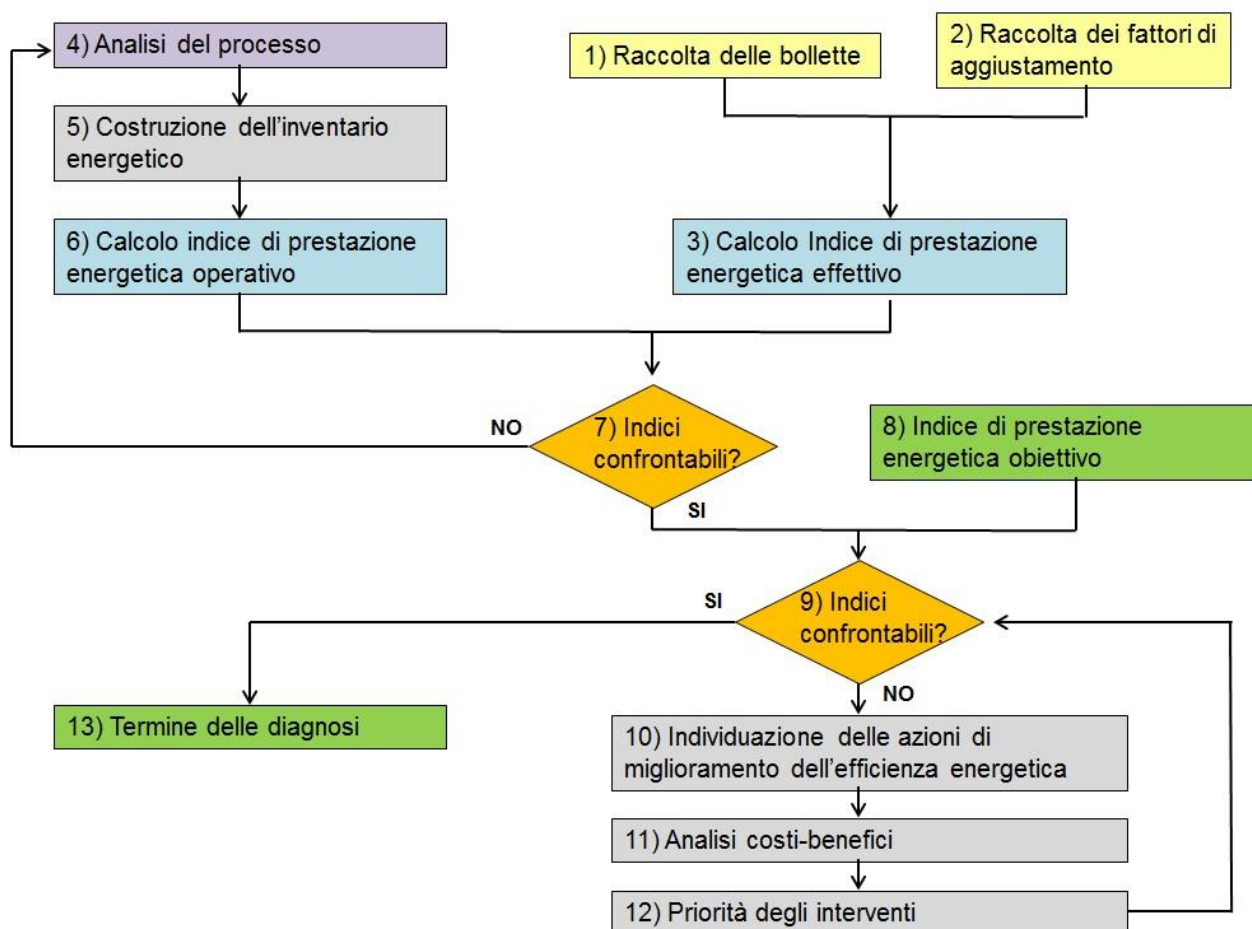 4) Analisi del processo
1) Raccolta delle bollette
2) Raccolta dei fattori di
aggiustamento
5) Costruzione dell'inventario
energetico
6) Calcolo indice di prestazione
energetica operativo
3) Calcolo Indice di prestazione
energetica effettivo
NO
7) Indici
confrontabili?
SI
8) Indice di prestazione
energetica obiettivo
SI
9) Indici
confrontabili?
NO
13) Termine delle diagnosi
10) Individuazione delle azioni di
miglioramento dell'efficienza energetica
11) Analisi costi-benefici
12) Priorità degli interventi